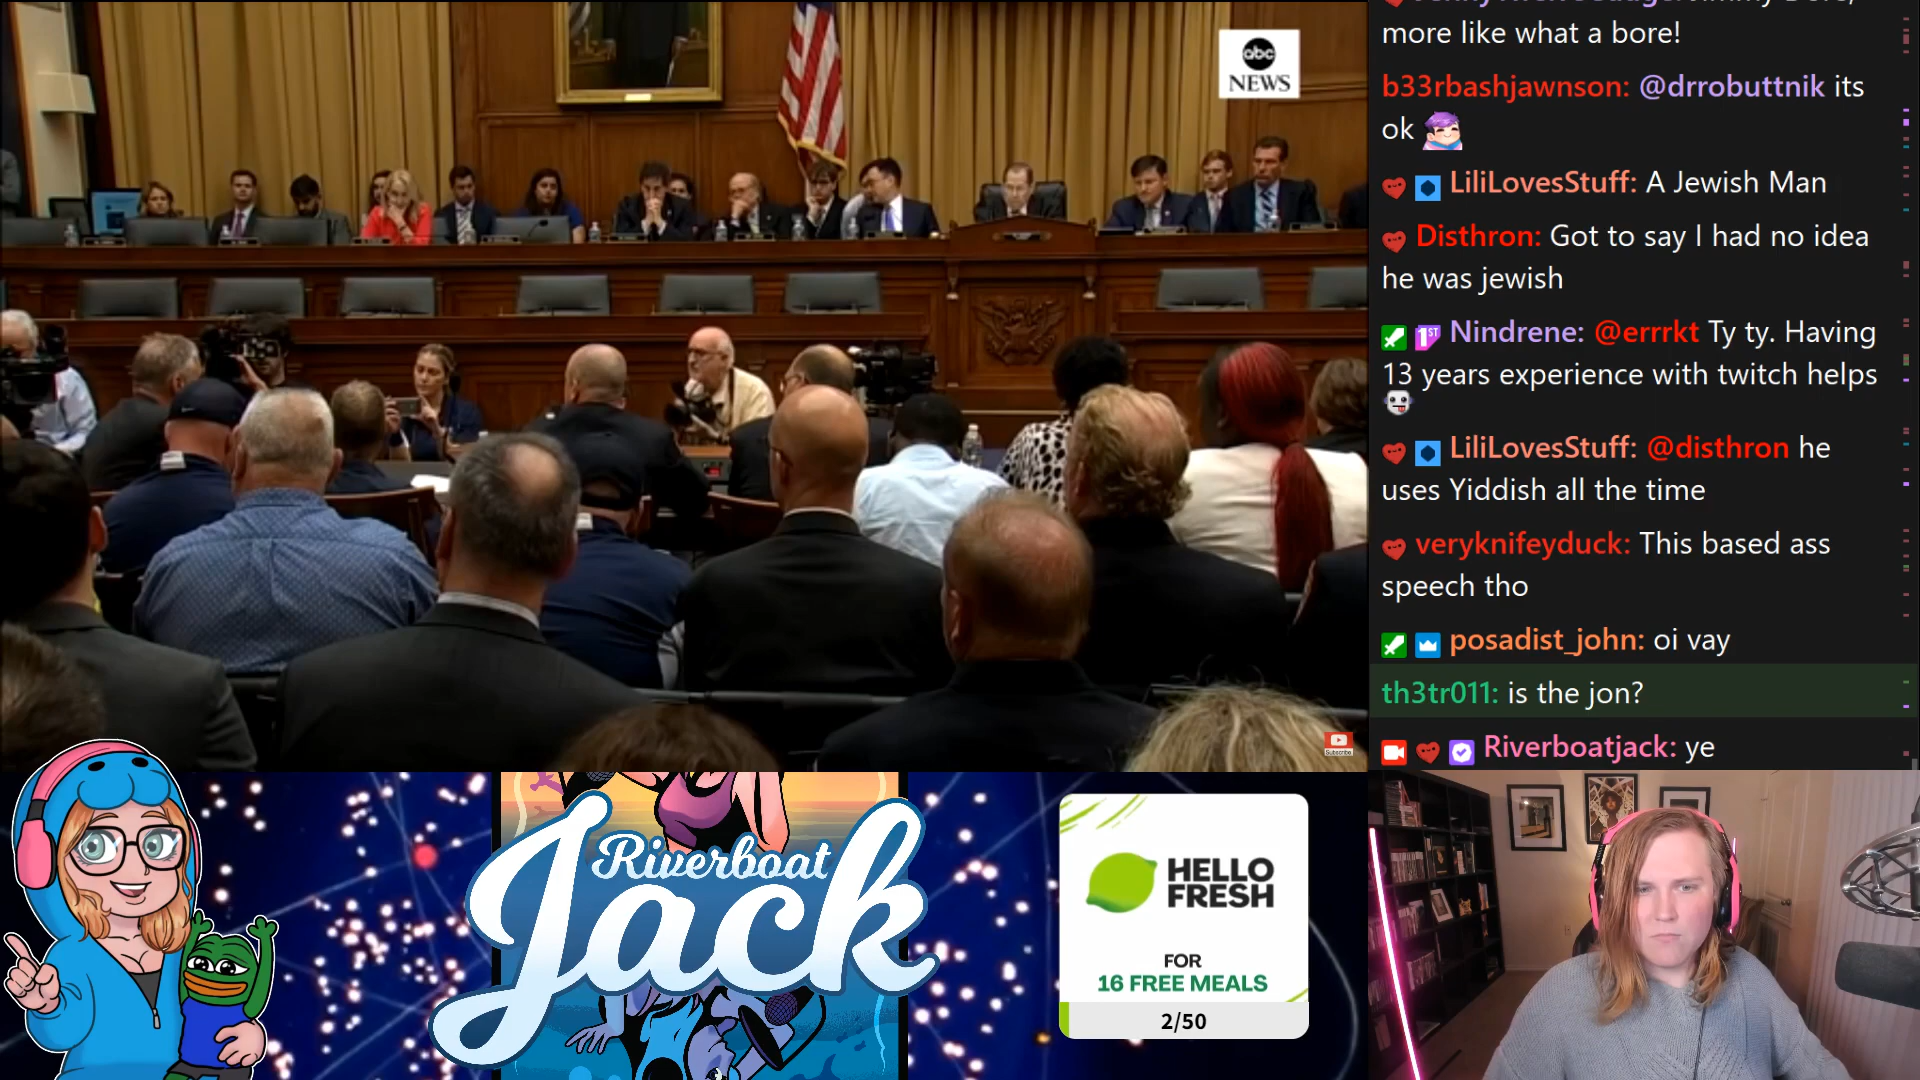 abc
NEWS
Subscribe
more like what a bore!
b33rbashjawnson: @drrobuttnik its
ok
LiliLovesStuff: A Jewish Man
Disthron: Got to say I had no idea
he was jewish
Nindrene: @errrkt Ty ty. Having
13 years experience with twitch helps
LiliLovesStuff: @disthron he
uses Yiddish all the time
veryknifeyduck: This based ass
speech tho
posadist_john: oi vay
th3tr011: is the jon?
Riverboatjack: ye
Riverboat
Jack
HELLO
FRESH
FOR
16 FREE MEALS
2/50